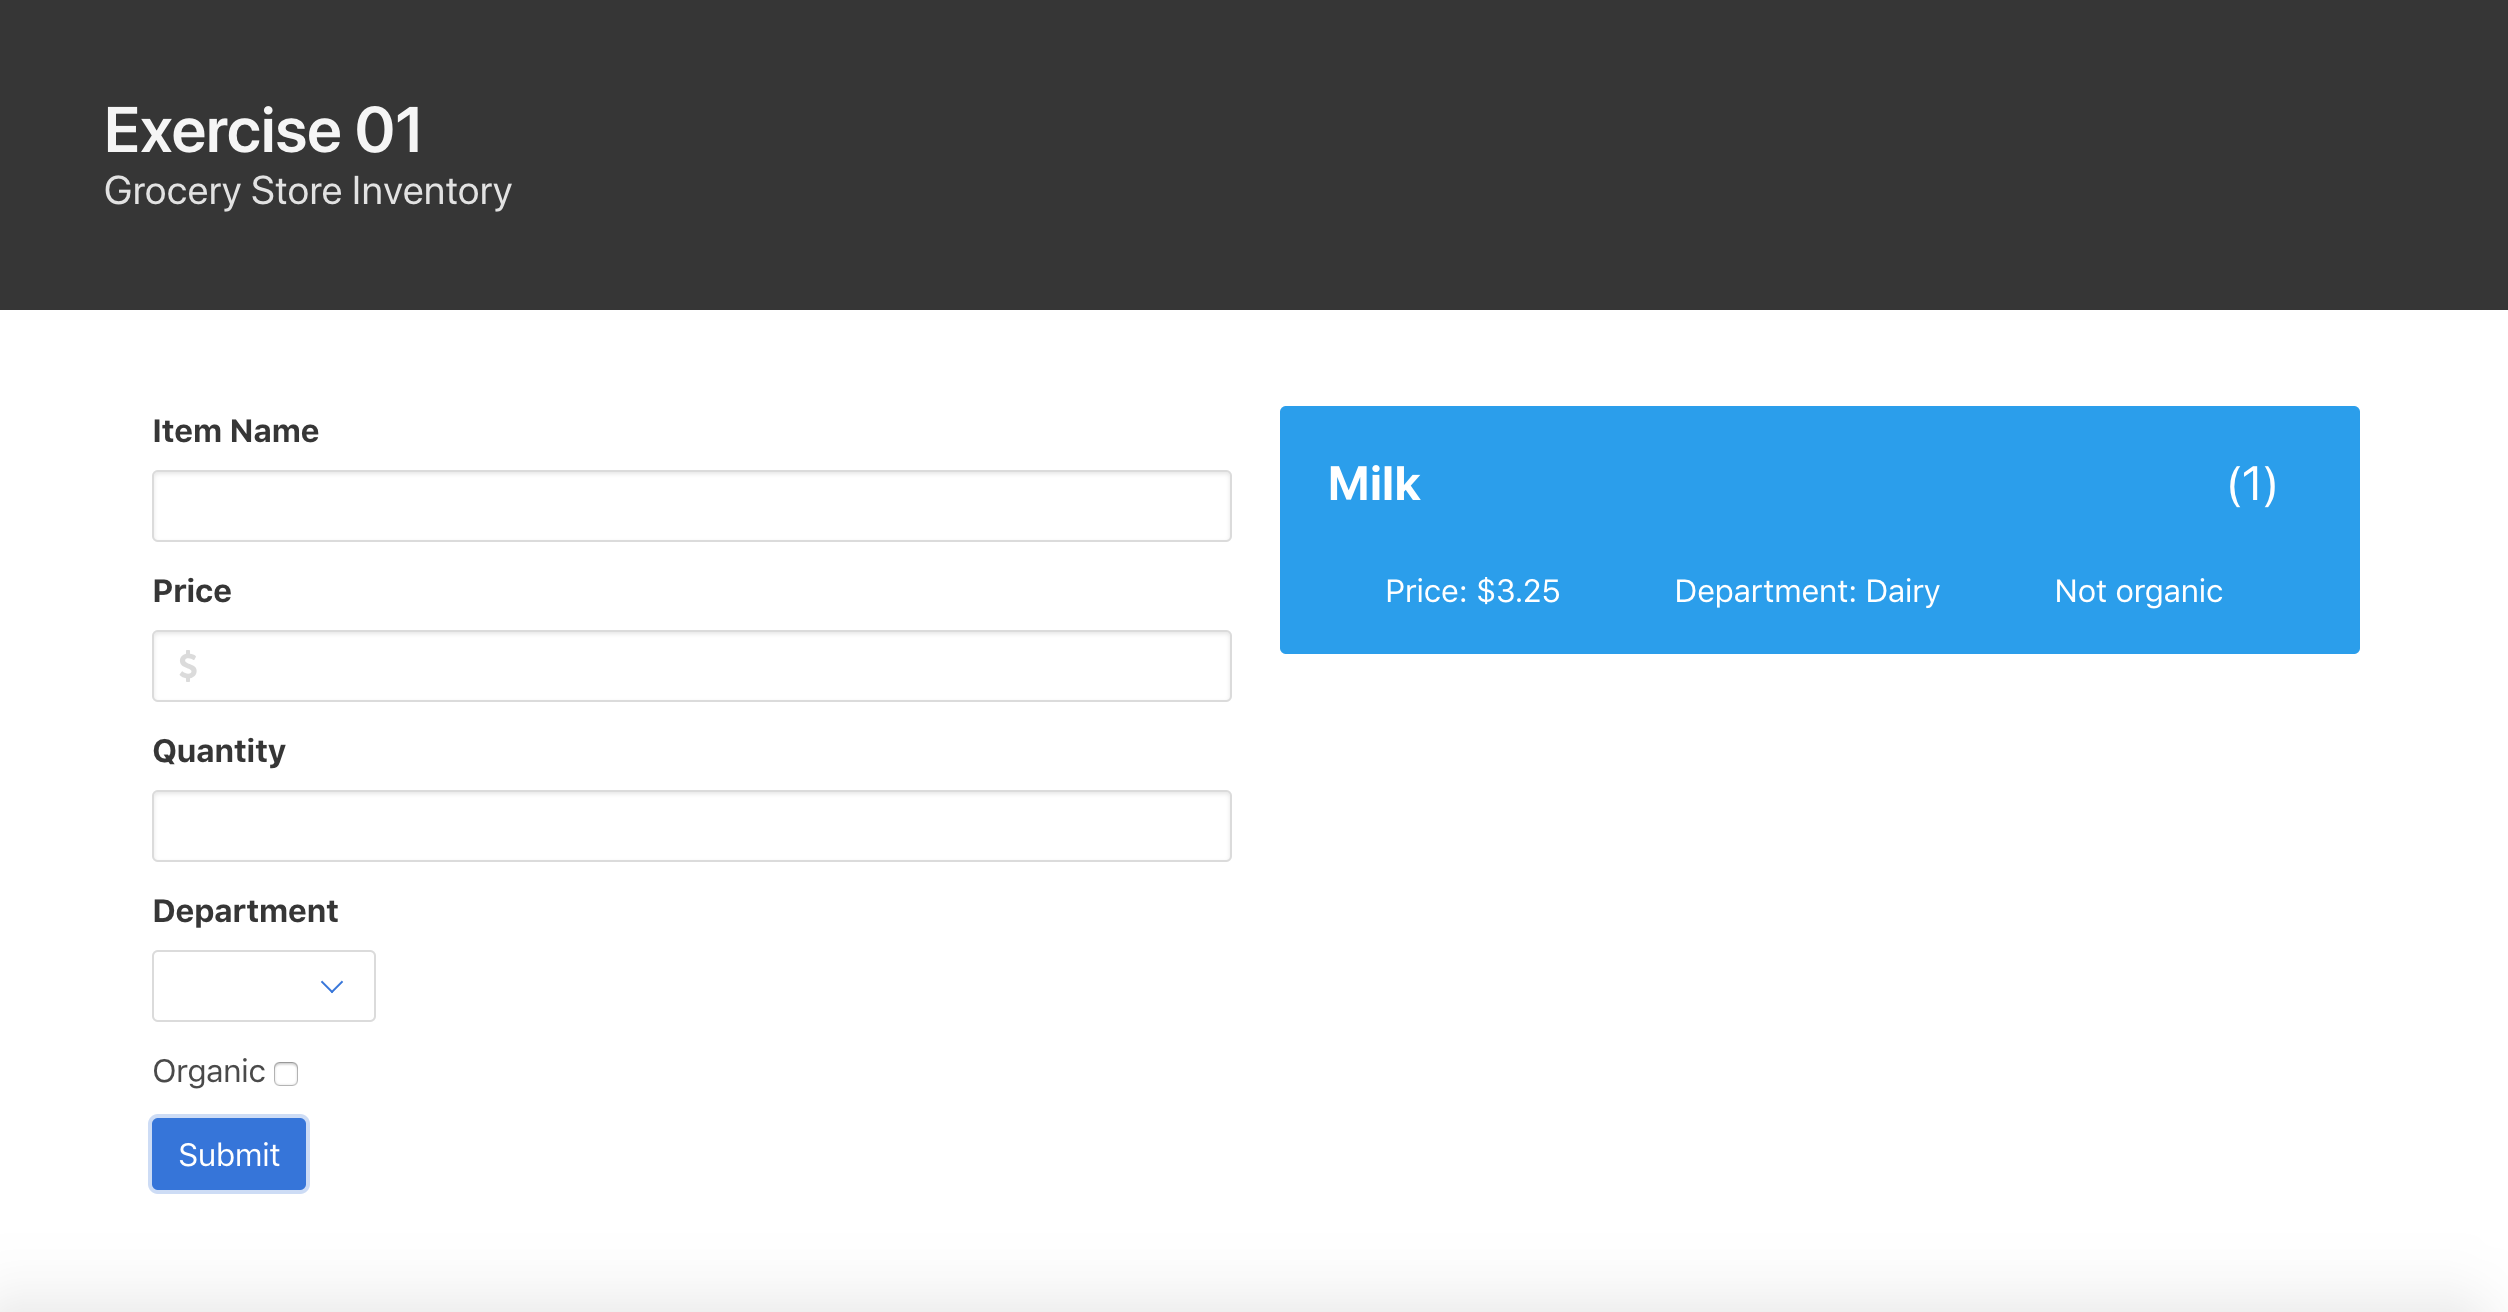 Exercise 01
Grocery Store Inventory
Item Name
Price
$
Quantity
Department
Organic
Submit
Milk (1)
Price: $3.25 Department: Dairy Not organic